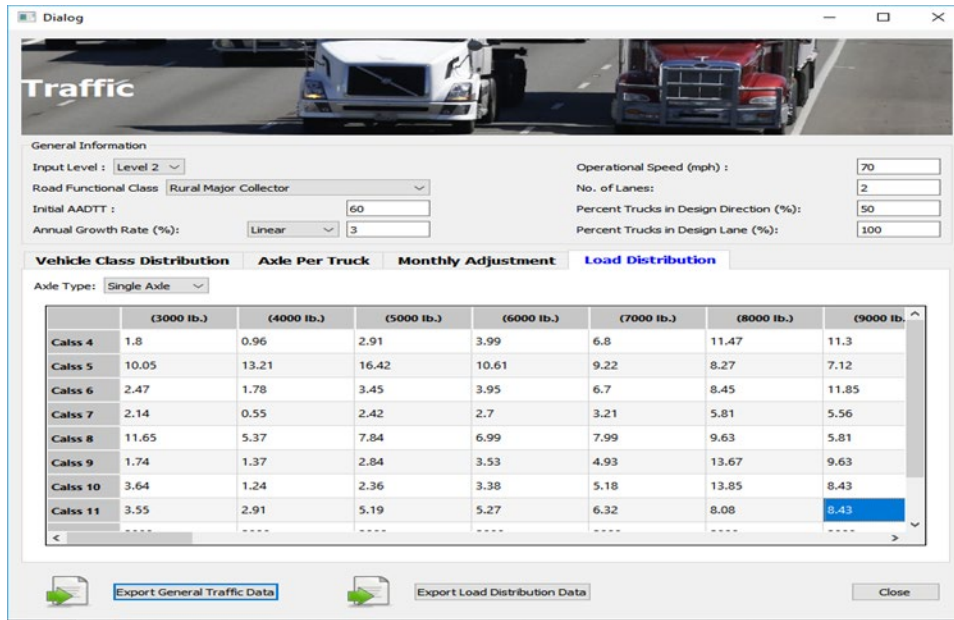 Dialog
Traffic
General Information
Input Level : Level 2
Operational Speed (mph) : 70
Road Functional Class Rural Major Collector
No. of Lanes: 2
Initial AADTT : 60
Percent Trucks in Design Direction (%): 50
Annual Growth Rate (%): Linear 3
Percent Trucks in Design Lane (%): 100
Vehicle Class Distribution Axle Per Truck Monthly Adjustment Load Distribution
Axle Type: Single Axle
(3000 lb.) (4000 lb.) (5000 lb.) (6000 lb.) (7000 lb.) (8000 lb.) (9000 lb.
Calss 4 1.8 0.96 2.91 3.99 6.8 11.47 11.3
Calss 5 10.05 13.21 16.42 10.61 9.22 8.27 7.12
Calss 6 2.47 1.78 3.45 3.95 6.7 8.45 11.85
Calss 7 2.14 0.55 2.42 2.7 3.21 5.81 5.56
Calss 8 11.65 5.37 7.84 6.99 7.99 9.63 5.81
Calss 9 1.74 1.37 2.84 3.53 4.93 13.67 9.63
Calss 10 3.64 1.24 2.36 3.38 5.18 13.85 8.43
Calss 11 3.55 2.91 5.19 5.27 6.32 8.08 8.43
Export General Traffic Data Export Load Distribution Data Close